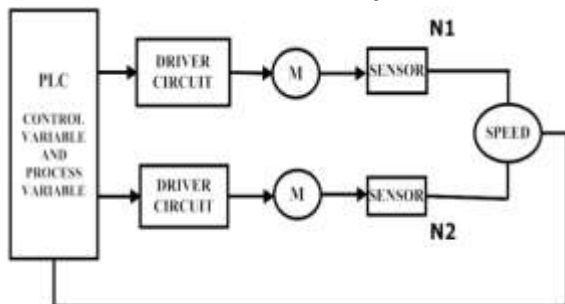 N1
DRIVER
CIRCUIT
M
SENSOR
PLC
CONTROL
VARIABLE
AND
PROCESS
VARIABLE
SPEED
DRIVER
CIRCUIT
M
SENSOR
N2